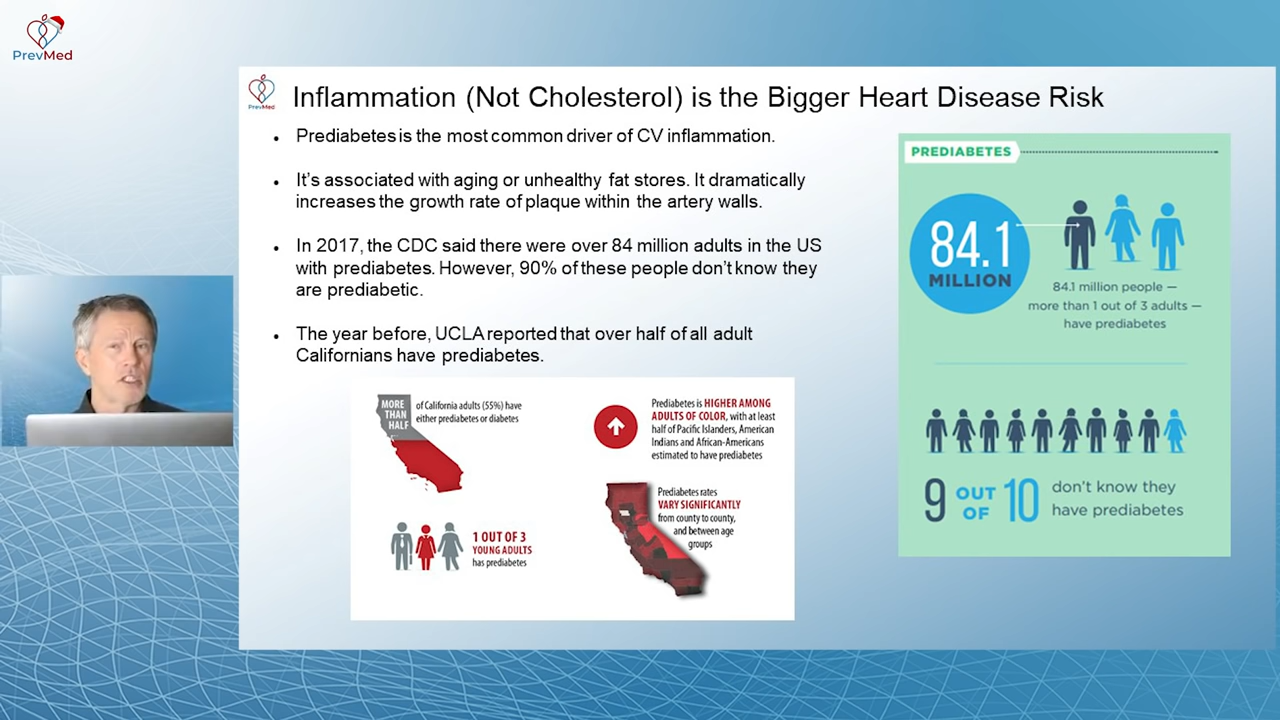 PrevMed
PrevMed
Inflammation (Not Cholesterol) is the Bigger Heart Disease Risk
• Prediabetes is the most common driver of CV inflammation.
• It's associated with aging or unhealthy fat stores. It dramatically
increases the growth rate of plaque within the artery walls.
• In 2017, the CDC said there were over 84 million adults in the US
with prediabetes. However, 90% of these people don't know they
are prediabetic.
• The year before, UCLA reported that over half of all adult
Californians have prediabetes.
MORE
THAN
HALF
of California adults (55%) have
either prediabetes or diabetes
1 OUT OF 3
YOUNG ADULTS
has prediabetes
Prediabetes is HIGHER AMONG
ADULTS OF COLOR, with at least
half of Pacific Islanders, American
Indians and African-Americans
estimated to have prediabetes
Prediabetes rates
VARY SIGNIFICANTLY
from county to county,
and between age
groups
PREDIABETES
84.1
MILLION
84.1 million people —
more than 1 out of 3 adults —
have prediabetes
9 OUT OF 10
don't know they
have prediabetes